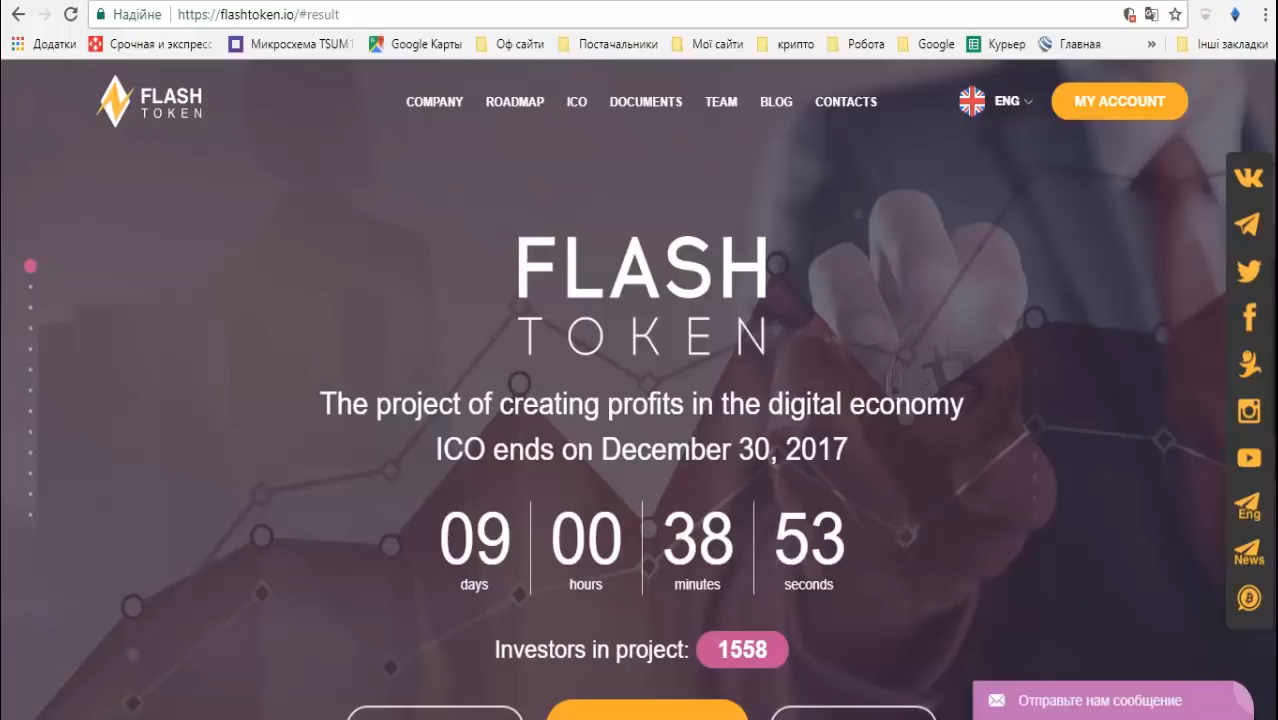 Надійне https://flashtoken.io/#result
Додатки Срочная и экспресс Микросхема TSUM1 Google Карты Оф сайти Постачальники Мої сайти крипто Робота Google Курьер Главная » Інші закладки
FLASH
TOKEN
COMPANY ROADMAP ICO DOCUMENTS TEAM BLOG CONTACTS
ENG
MY ACCOUNT
FLASH
TOKEN
The project of creating profits in the digital economy
ICO ends on December 30, 2017
09 00 38 53
days hours minutes seconds
Investors in project: 1558
Eng
News
Отправьте нам сообщение